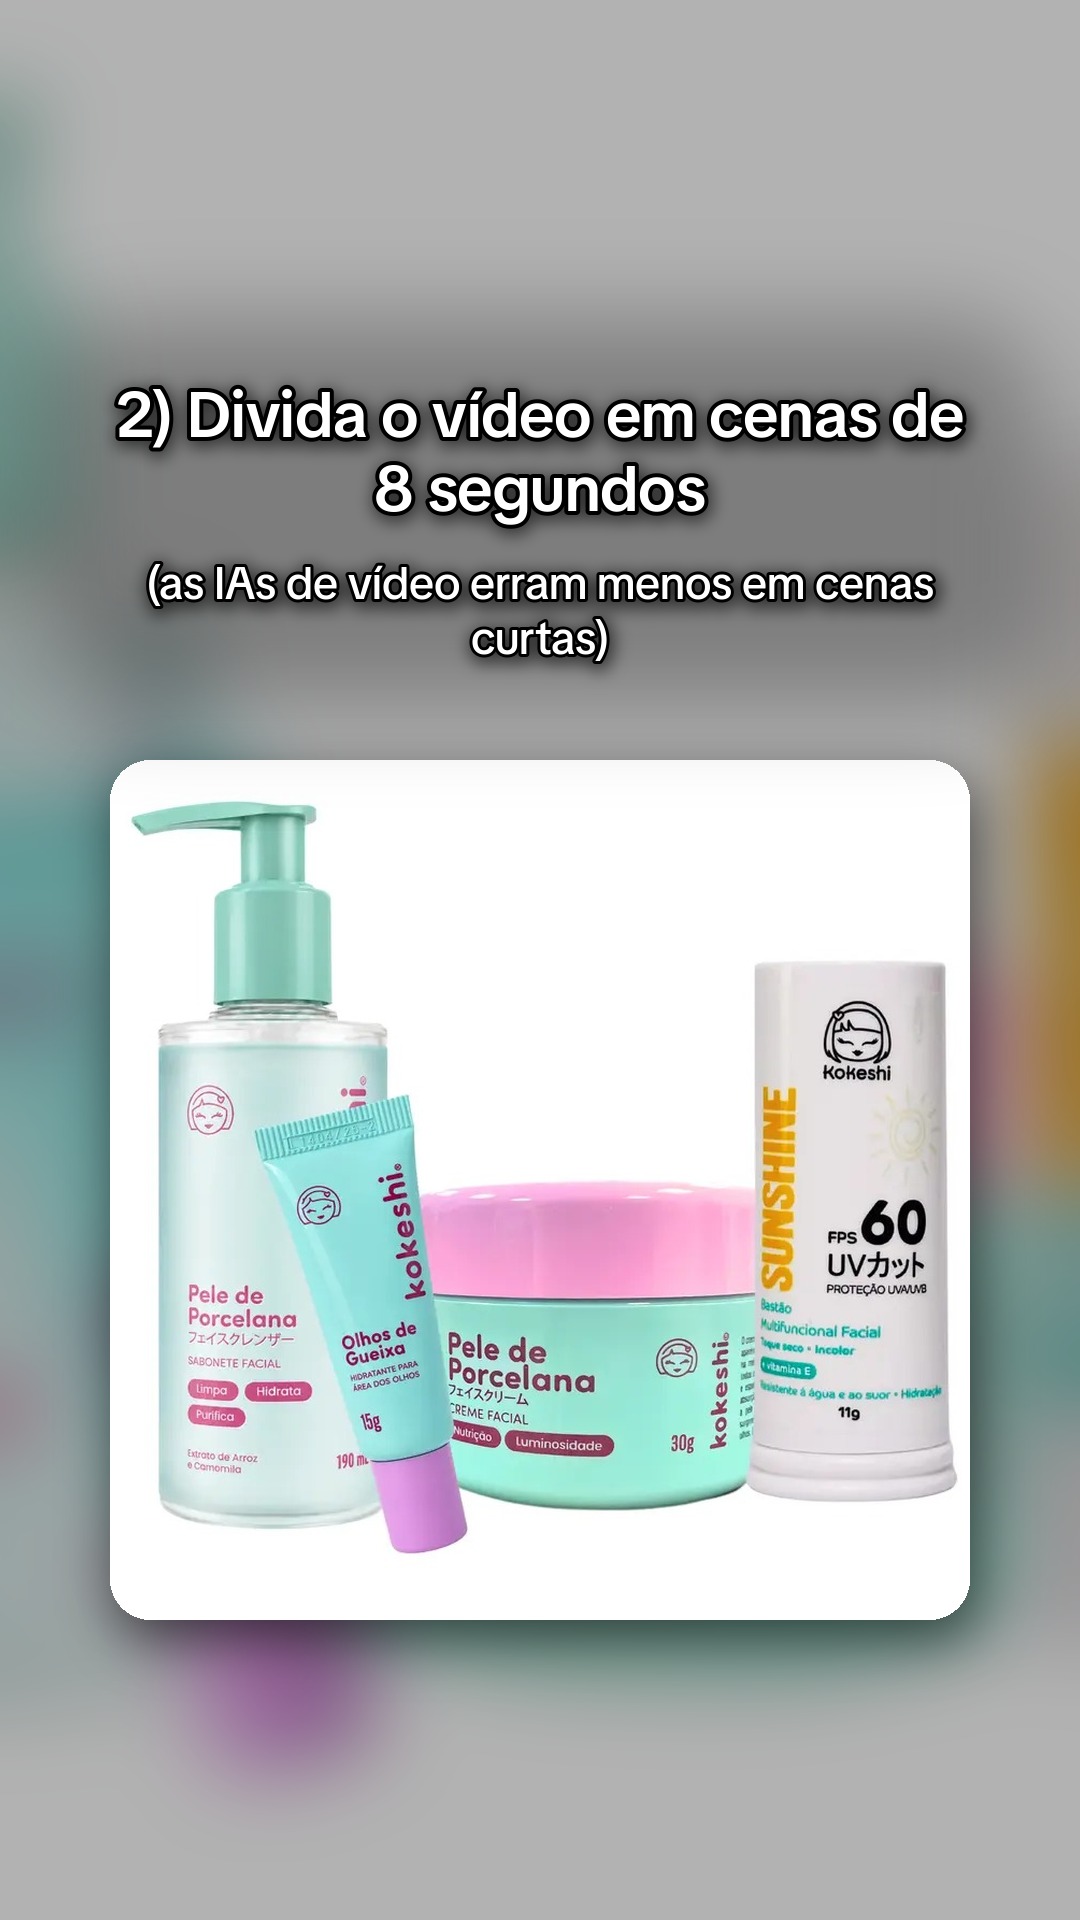 2) Divida o vídeo em cenas de
8 segundos
(as IAs de vídeo erram menos em cenas
curtas)
Pele de
Porcelana
フェイスクレンザー
SABONETE FACIAL
Limpa
Hidrata
Purifica
Extrato de Arroz
e Camomila
190 mL
kokeshi
Olhos de
Gueixa
HIDRATANTE PARA
ÁREA DOS OLHOS
15g
Pele de
Porcelana
フェイスクリーム
CREME FACIAL
Nutrição
Luminosidade
30g
kokeshi
Kokeshi
SUNSHINE
FPS 60
UVカット
PROTEÇÃO UVA/UVB
Bastão
Multifuncional Facial
Toque seco • Incolor
+ vitamina E
Resistente à água e ao suor • Hidratação
11g